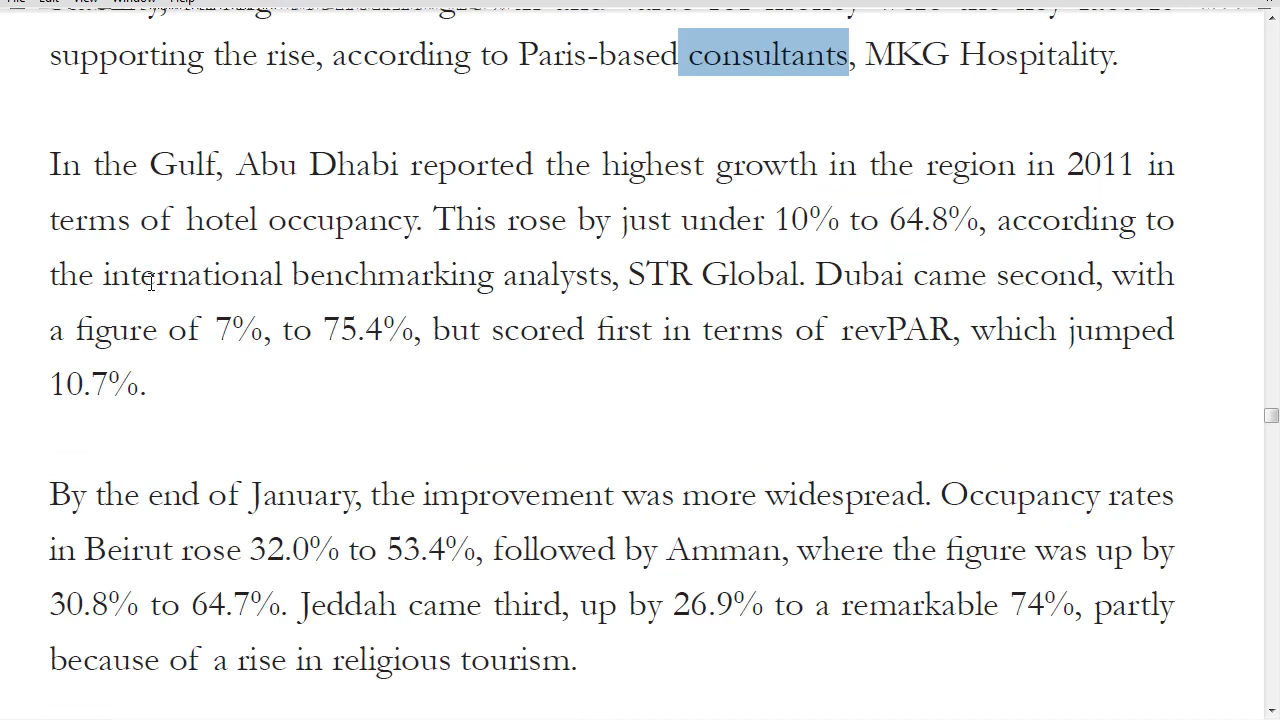 File Edit View Window Help
supporting the rise, according to Paris-based consultants, MKG Hospitality.
In the Gulf, Abu Dhabi reported the highest growth in the region in 2011 in
terms of hotel occupancy. This rose by just under 10% to 64.8%, according to
the international benchmarking analysts, STR Global. Dubai came second, with
a figure of 7%, to 75.4%, but scored first in terms of revPAR, which jumped
10.7%.
By the end of January, the improvement was more widespread. Occupancy rates
in Beirut rose 32.0% to 53.4%, followed by Amman, where the figure was up by
30.8% to 64.7%. Jeddah came third, up by 26.9% to a remarkable 74%, partly
because of a rise in religious tourism.